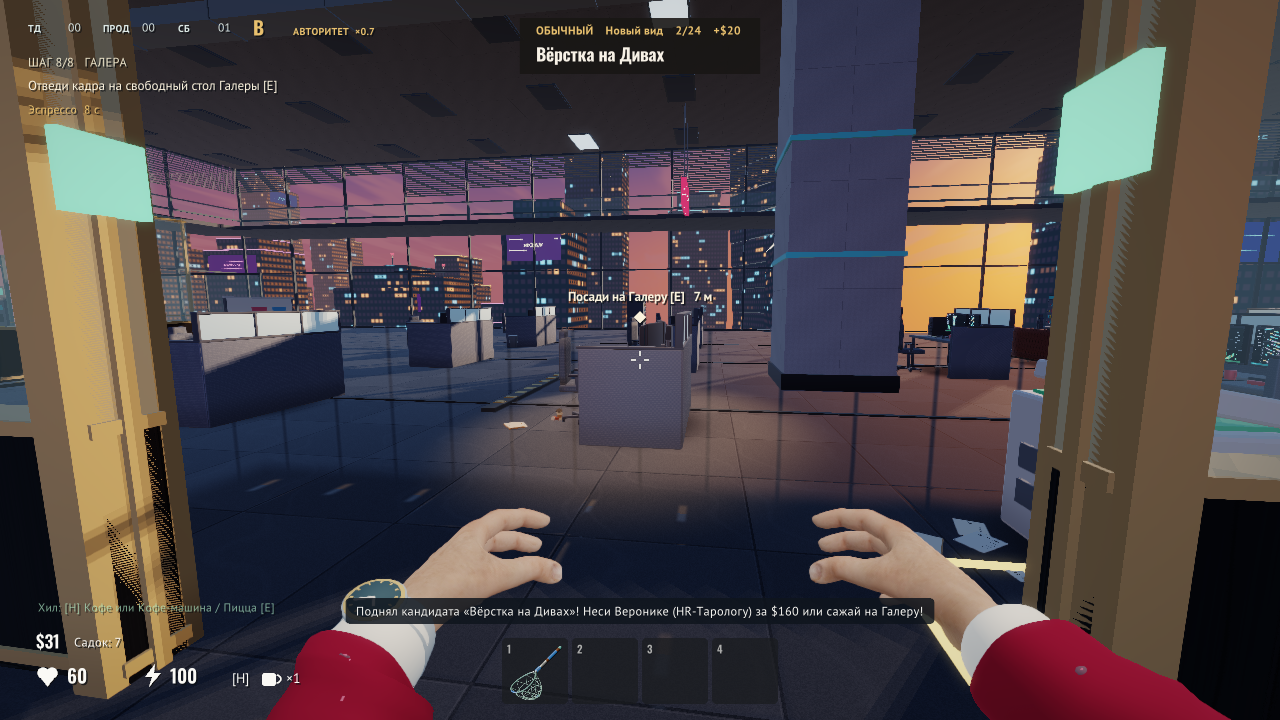 ТД 00 ПРОД 00 СБ 01 B АВТОРИТЕТ ×0.7
ОБЫЧНЫЙ Новый вид 2/24 +$20
Вёрстка на Дивах
ШАГ 8/8 ГАЛЕРА
Отведи кадра на свободный стол Галеры [E]
Эспрессо 8 с
Посади на Галеру [E] 7 м
Хил: [H] Кофе или Кофе-машина / Пицца [E]
Поднял кандидата «Вёрстка на Дивах»! Неси Веронике (HR-Тарологу) за $160 или сажай на Галеру!
$31 Садок: 7
60 100 [H] ×1
1 2 3 4